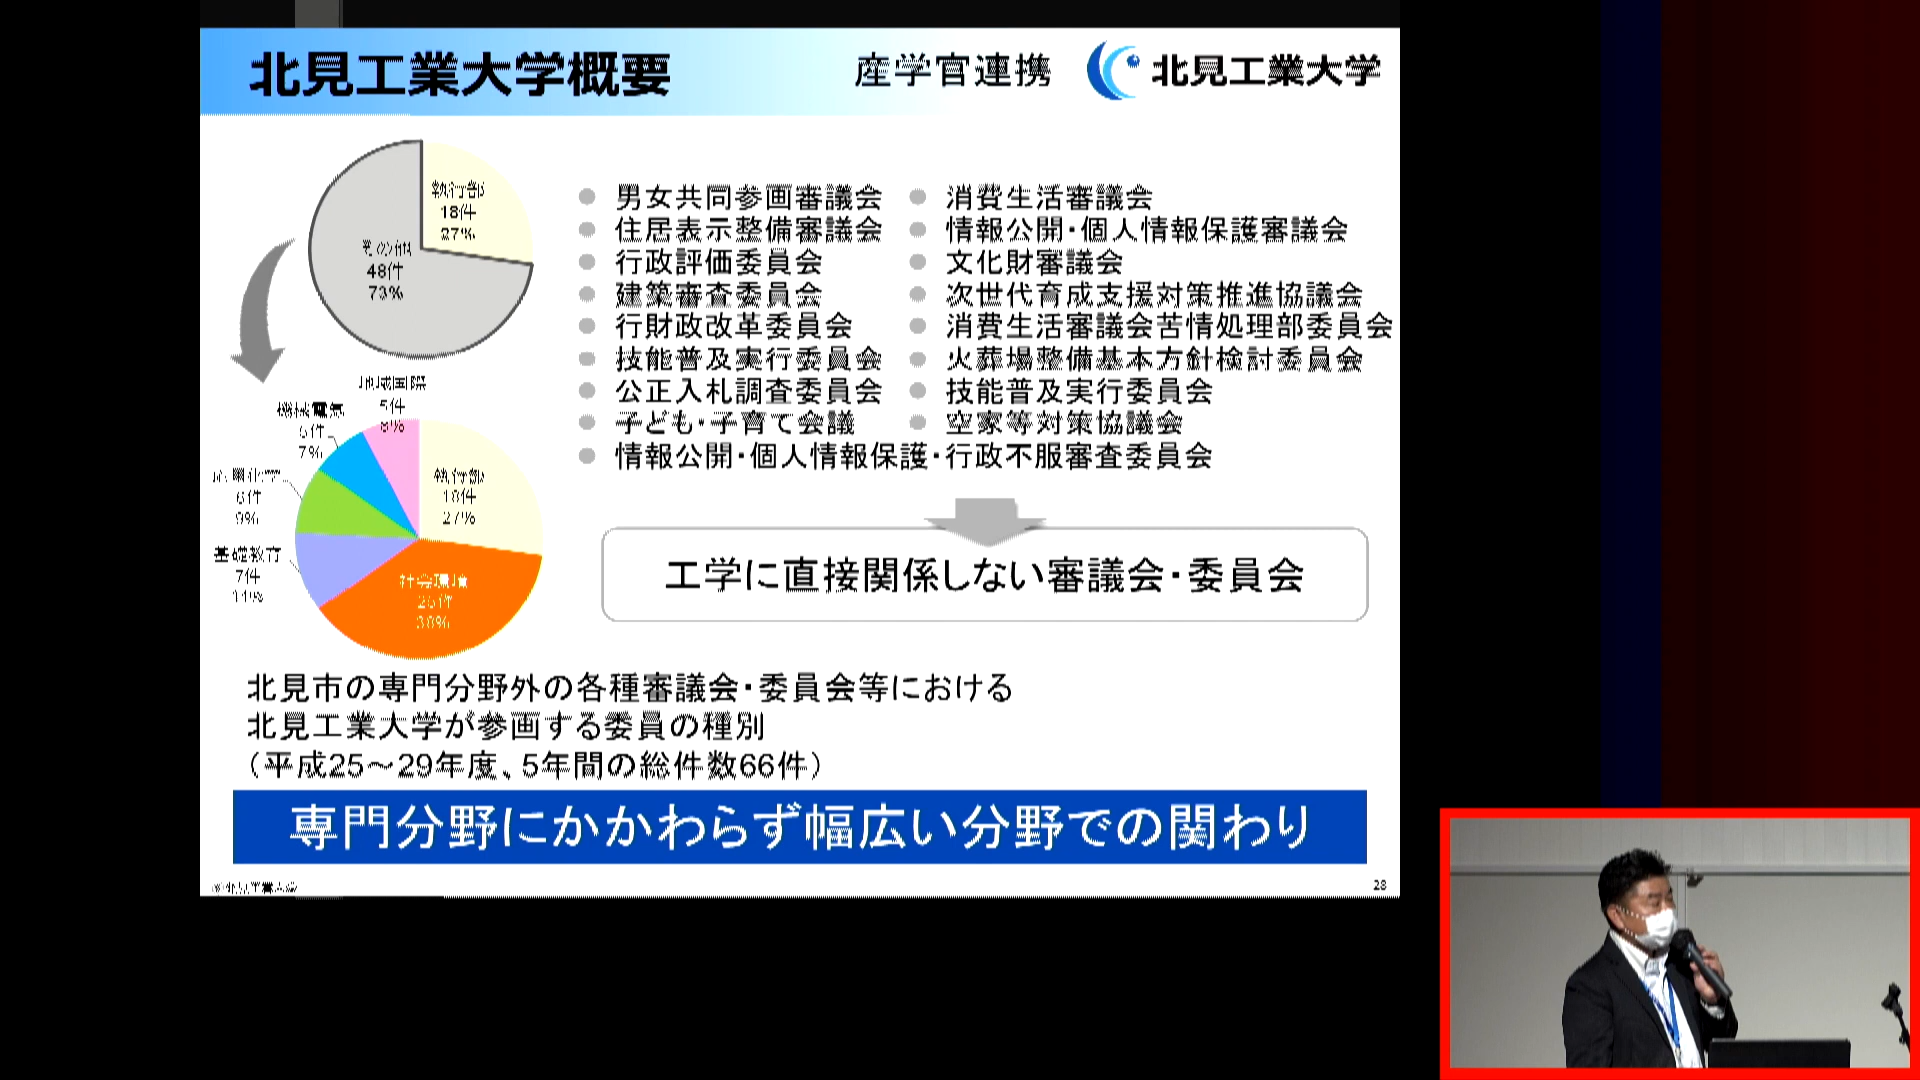 北見工業大学概要
産学官連携
北見工業大学
執行部
18件
27%
その他
48件
73%
地域国際
5件
8%
7%
6件
9%
基礎教育
7件
11%
執行部
18件
27%
社会環境
男女共同参画審議会
住居表示整備審議会
行政評価委員会
建築審査委員会
行財政改革委員会
技能普及実行委員会
公正入札調査委員会
子ども・子育て会議
情報公開・個人情報保護・行政不服審査委員会
消費生活審議会
情報公開・個人情報保護審議会
文化財審議会
次世代育成支援対策推進協議会
消費生活審議会苦情処理部委員会
火葬場整備基本方針検討委員会
技能普及実行委員会
空家等対策協議会
工学に直接関係しない審議会・委員会
北見市の専門分野外の各種審議会・委員会等における
北見工業大学が参画する委員の種別
（平成25～29年度、5年間の総件数66件）
専門分野にかかわらず幅広い分野での関わり
28